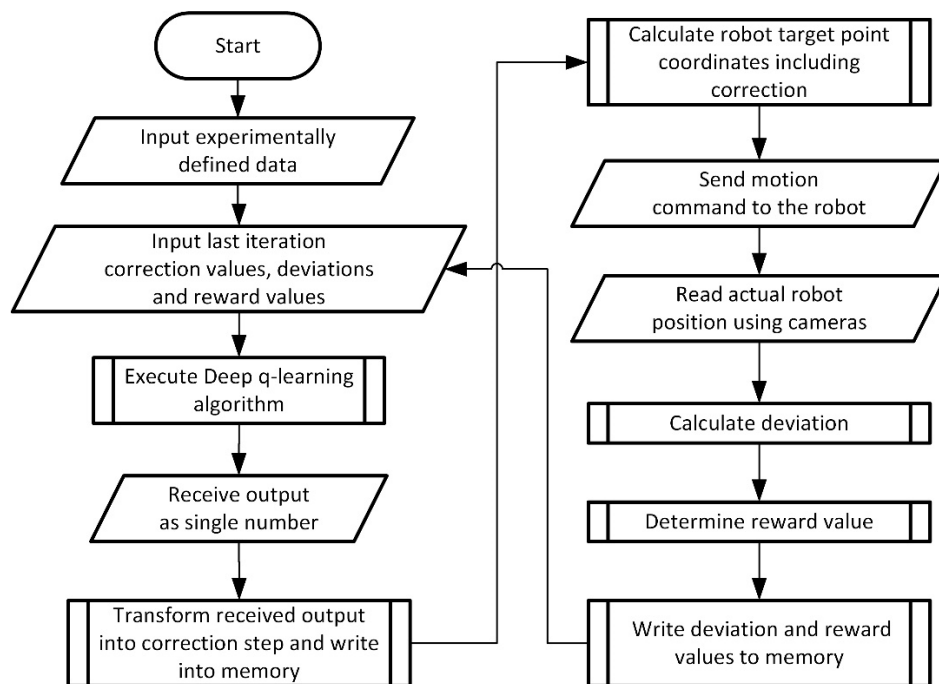 Start
Input experimentally
defined data
Input last iteration
correction values, deviations
and reward values
Execute Deep q-learning
algorithm
Receive output
as single number
Transform received output
into correction step and write
into memory
Calculate robot target point
coordinates including
correction
Send motion
command to the robot
Read actual robot
position using cameras
Calculate deviation
Determine reward value
Write deviation and reward
values to memory